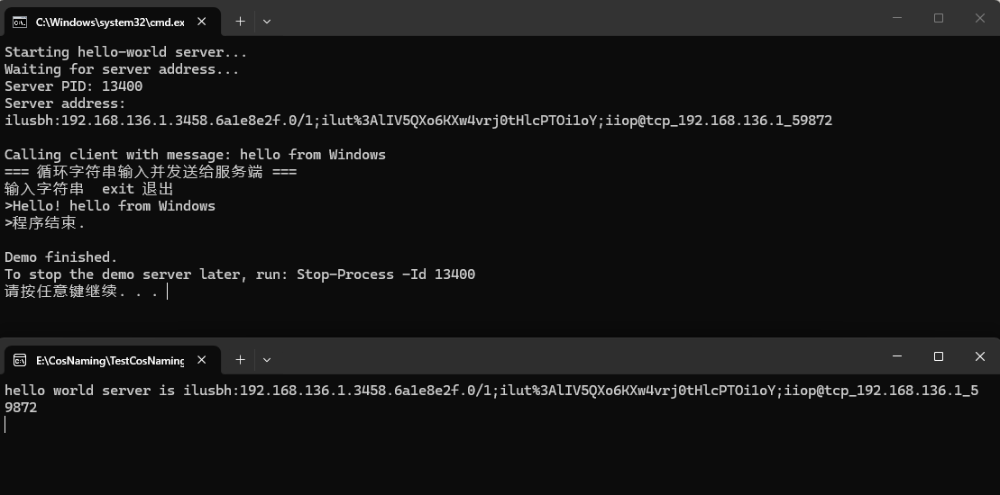 C:\Windows\system32\cmd.ex
Starting hello-world server...
Waiting for server address...
Server PID: 13400
Server address:
ilusbh:192.168.136.1.3458.6a1e8e2f.0/1;ilut%3AlIV5QXo6KXw4vrj0tHlcPTOi1oY;iiop@tcp_192.168.136.1_59872
Calling client with message: hello from Windows
=== 循环字符串输入并发送给服务端 ===
输入字符串  exit 退出
>Hello! hello from Windows
>程序结束.
Demo finished.
To stop the demo server later, run: Stop-Process -Id 13400
请按任意键继续. . .
E:\CosNaming\TestCosNaming
hello world server is ilusbh:192.168.136.1.3458.6a1e8e2f.0/1;ilut%3AlIV5QXo6KXw4vrj0tHlcPTOi1oY;iiop@tcp_192.168.136.1_5
9872